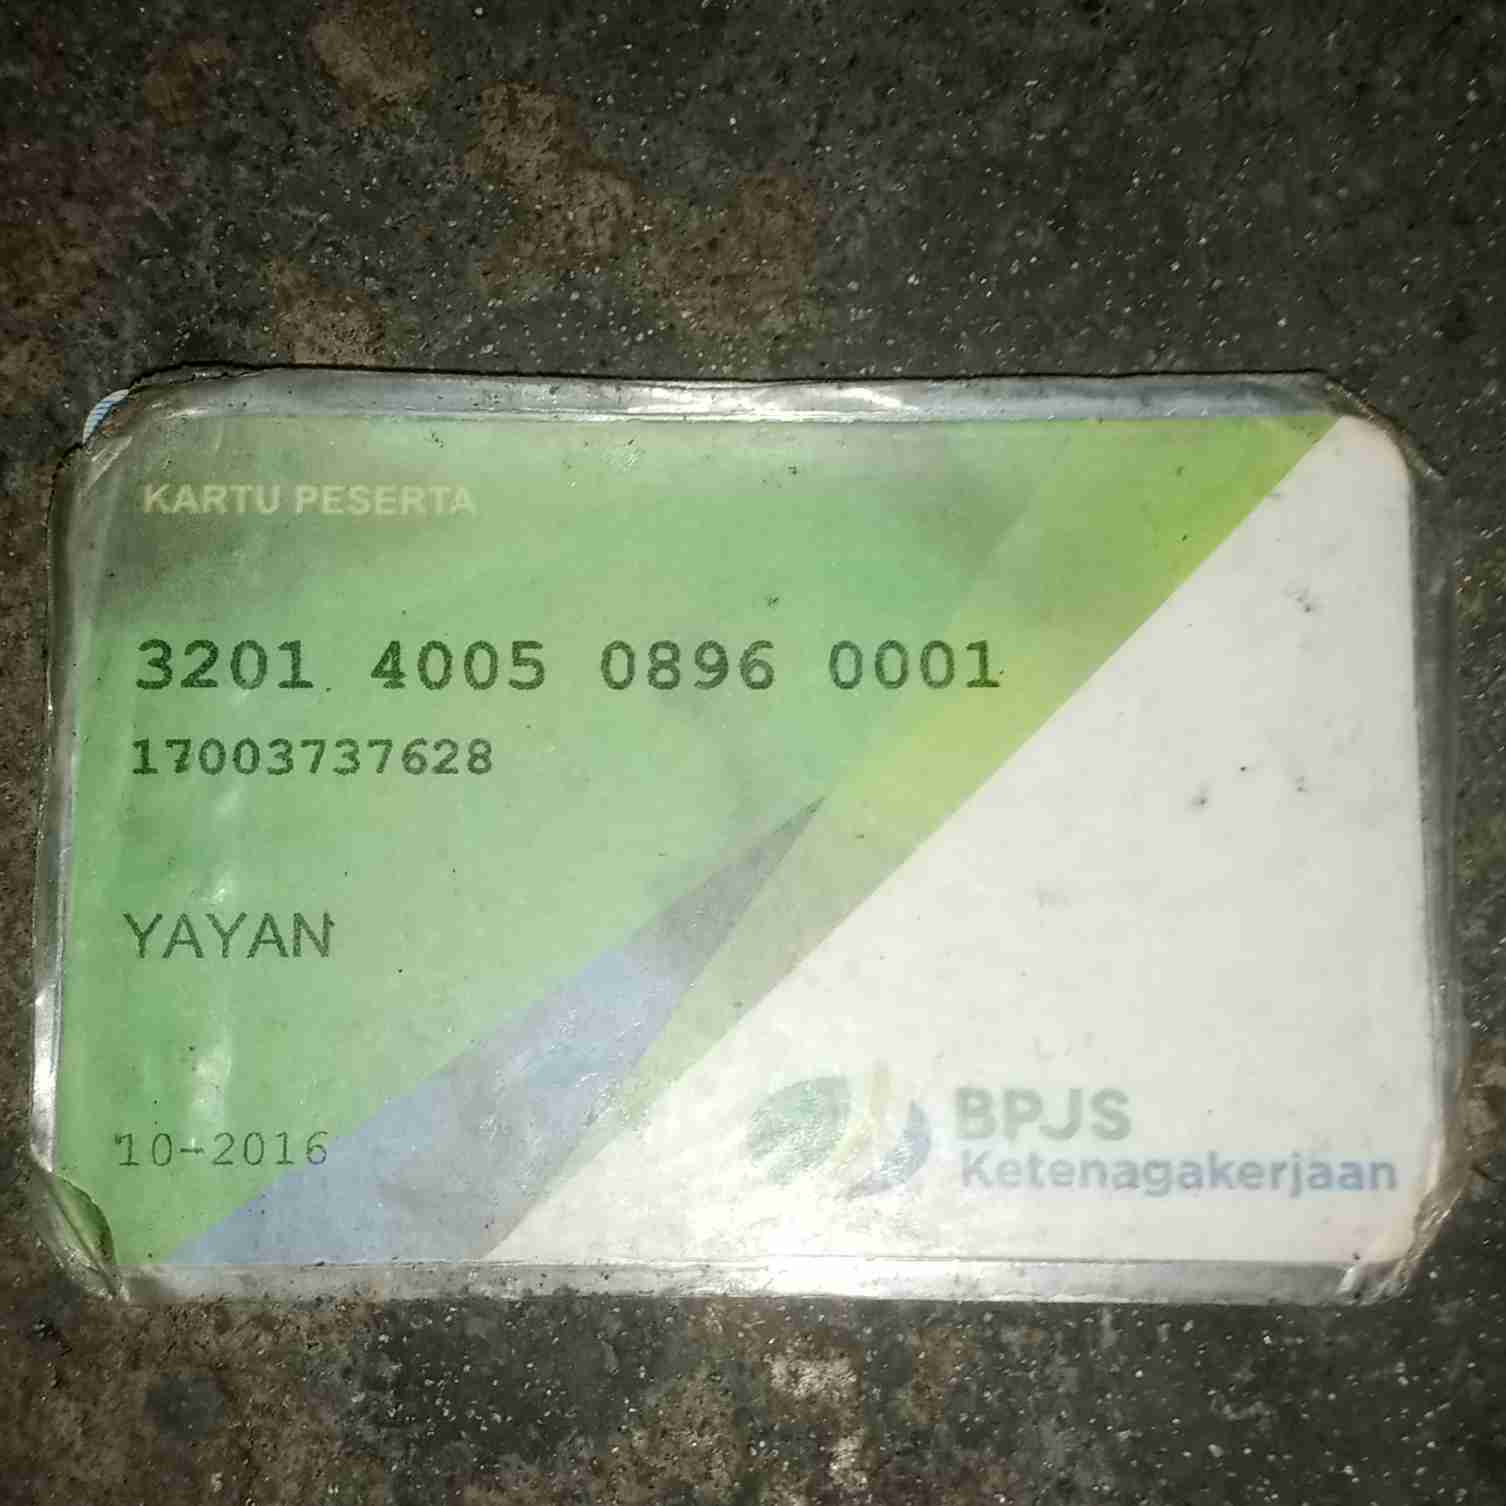 KARTU PESERTA
3201 4005 0896 0001
17003737628
YAYAN
10-2016
BPJS
Ketenagakerjaan